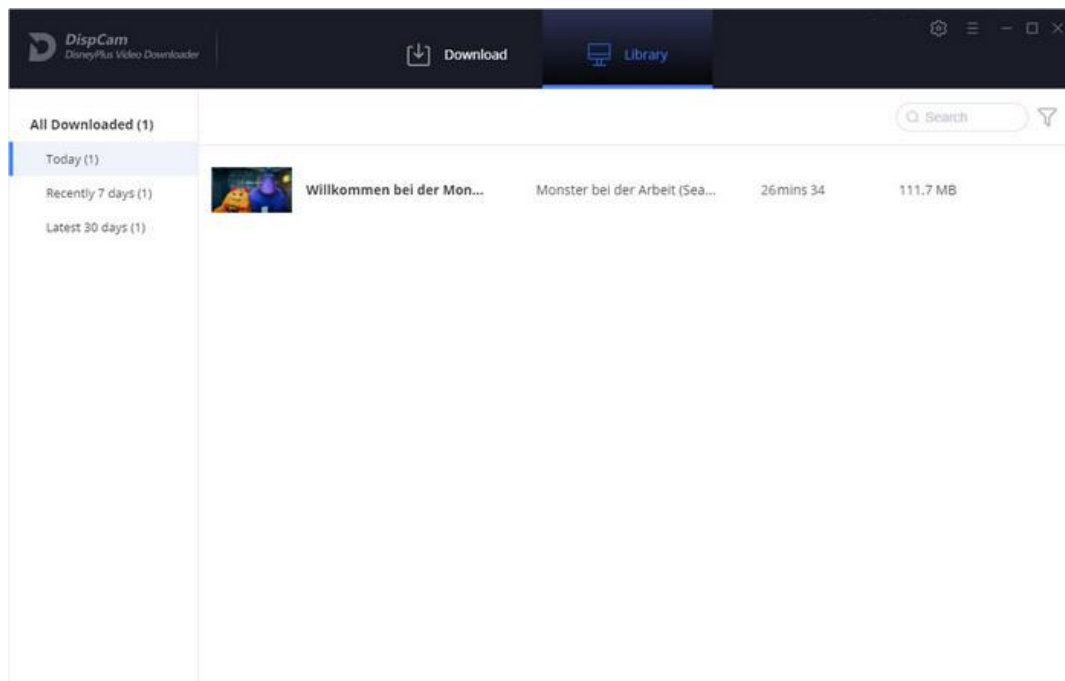 DispCam
DisneyPlus Video Downloader
Download
Library
All Downloaded (1)
Today (1)
Recently 7 days (1)
Latest 30 days (1)
Search
Willkommen bei der Mon... Monster bei der Arbeit (Sea... 26mins 34 111.7 MB